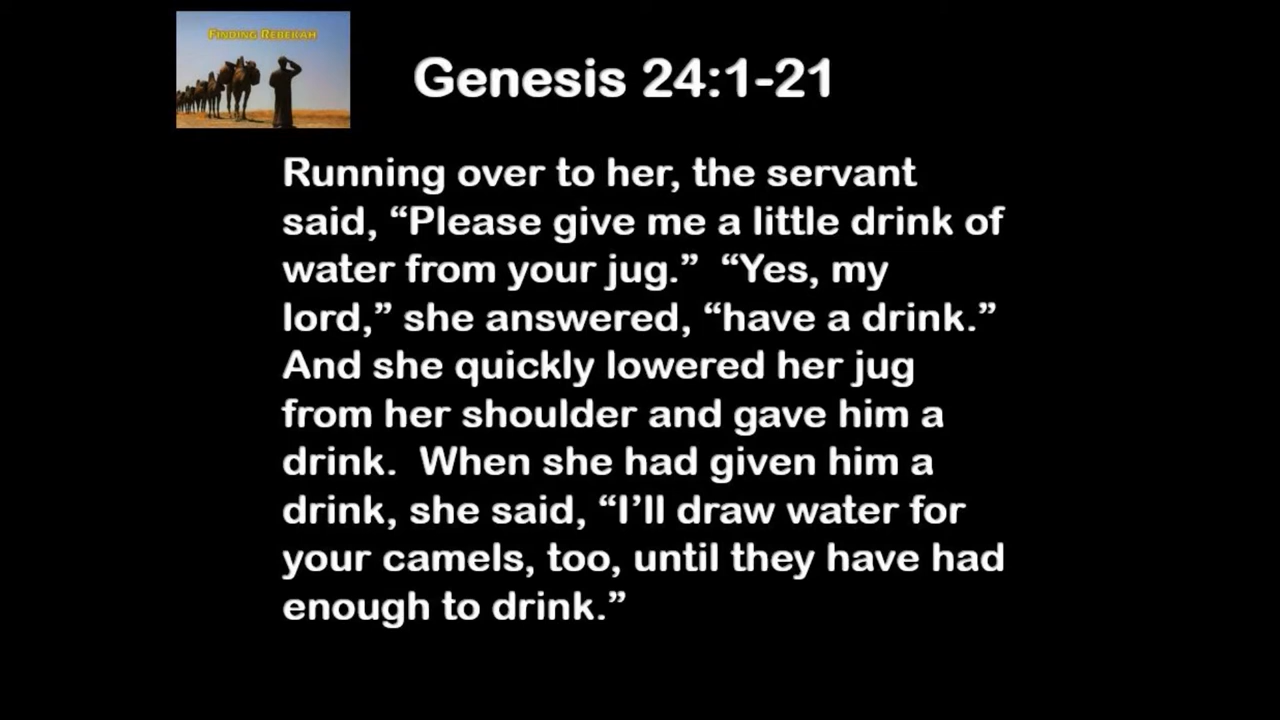 FINDING REBEKAH
Genesis 24:1-21
Running over to her, the servant
said, “Please give me a little drink of
water from your jug.”  “Yes, my
lord,” she answered, “have a drink.”
And she quickly lowered her jug
from her shoulder and gave him a
drink.  When she had given him a
drink, she said, “I’ll draw water for
your camels, too, until they have had
enough to drink.”